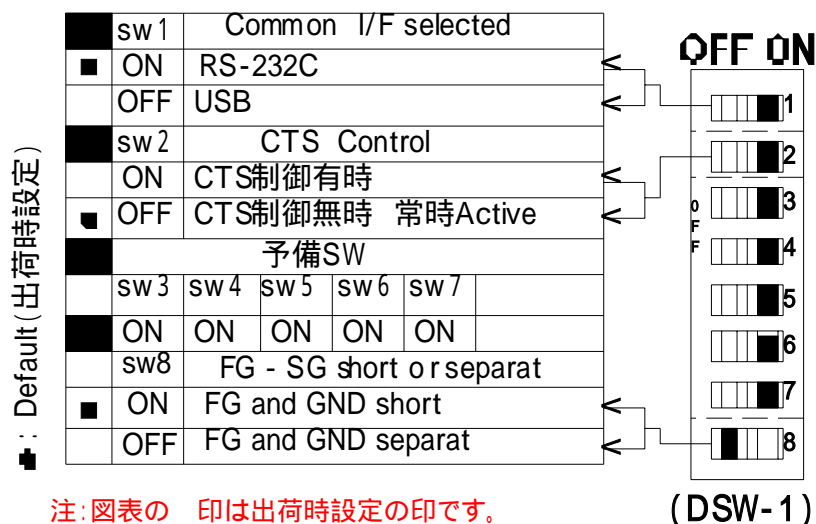 sw1 Common I/F selected
ON RS-232C
OFF USB
sw2 CTS Control
ON CTS制御有時
OFF CTS制御無時 常時Active
予備SW
sw3 sw4 sw5 sw6 sw7
ON ON ON ON ON
sw8 FG - SG short or separat
ON FG and GND short
OFF FG and GND separat
: Default(出荷時設定)
OFF ON
1
2
3
4
5
6
7
8
OFF
(DSW-1)
注:図表の 印は出荷時設定の印です。